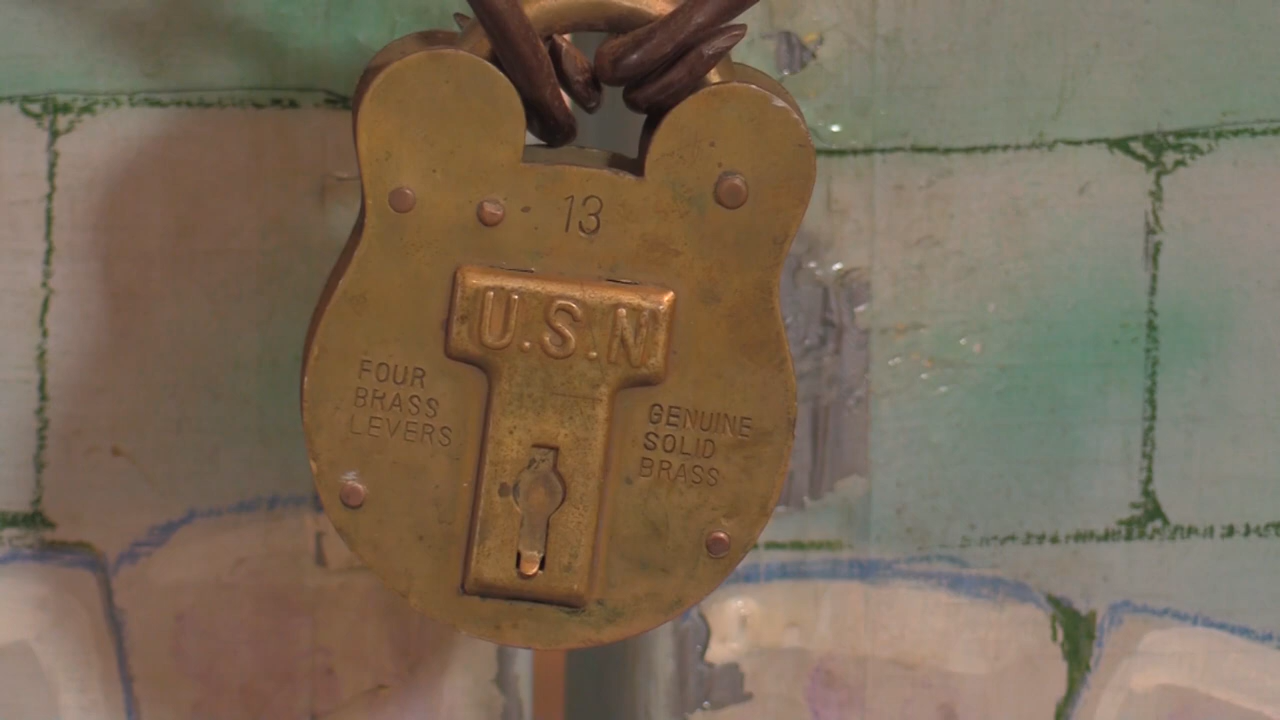 13
U.S.N
FOUR
BRASS
LEVERS
GENUINE
SOLID
BRASS